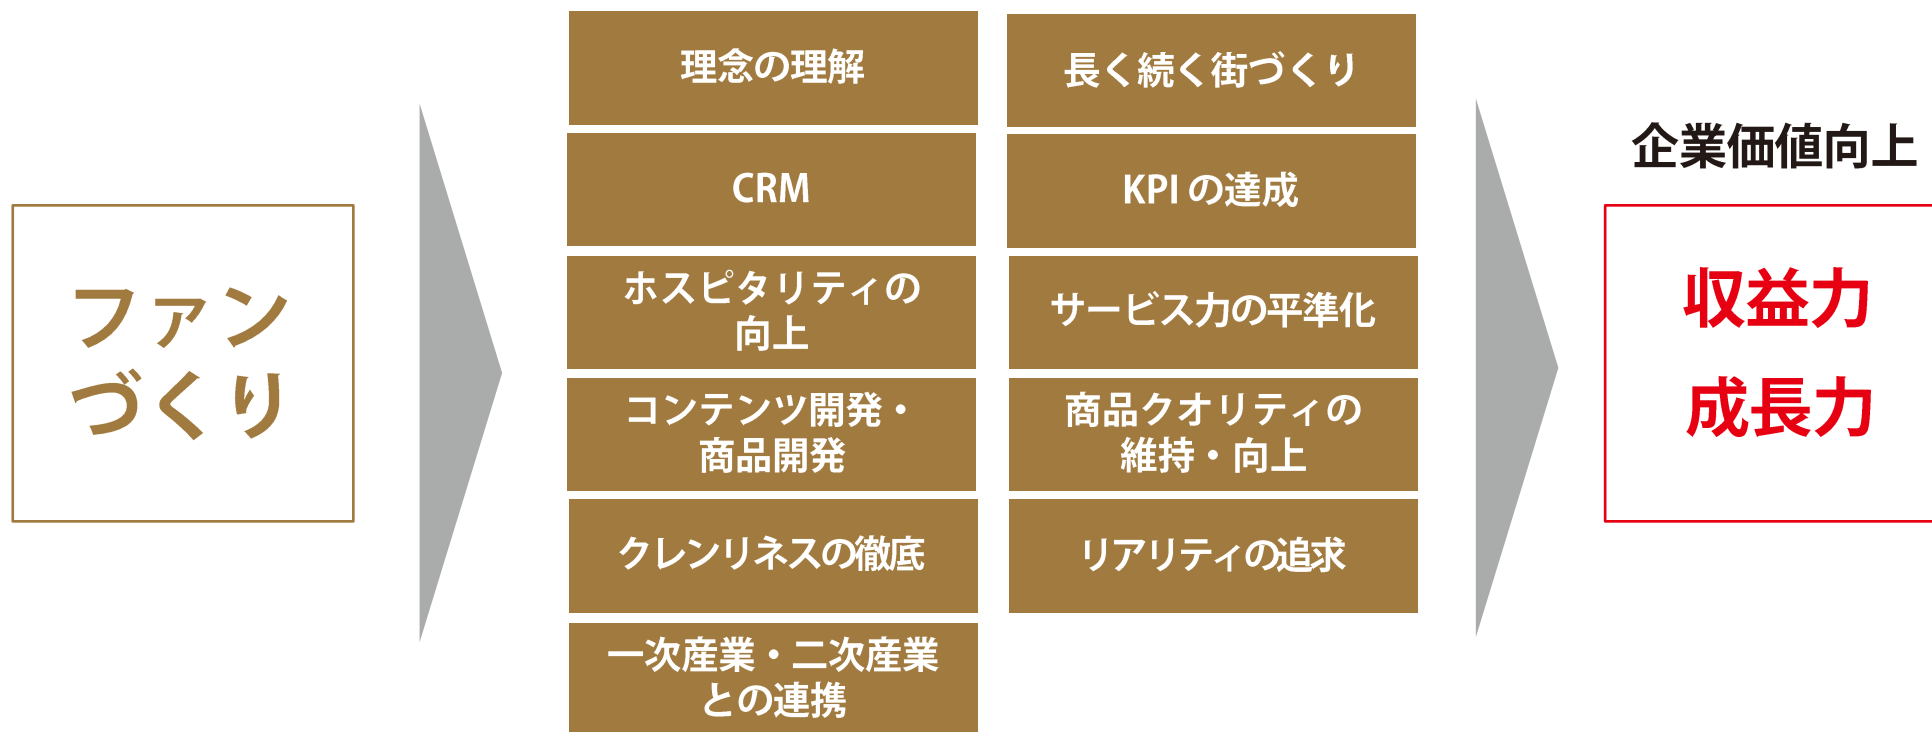 ファン
づくり
理念の理解
長く続く街づくり
CRM
KPI の達成
ホスピタリティの
向上
サービス力の平準化
コンテンツ開発・
商品開発
商品クオリティの
維持・向上
クレンリネスの徹底
リアリティの追求
一次産業・二次産業
との連携
企業価値向上
収益力
成長力